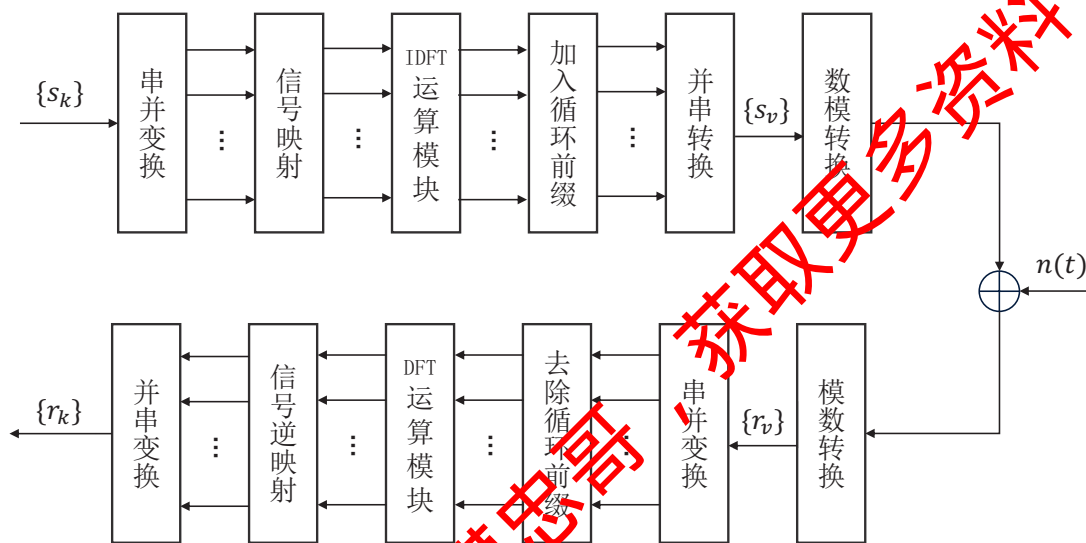 {s_k}
串并变换
信号映射
IDFT运算模块
加入循环前缀
并串转换
{s_v}
数模转换
n(t)
{r_k}
并串变换
信号逆映射
DFT运算模块
去除循环前缀
串并变换
{r_v}
模数转换
忠哥,获取更多资料